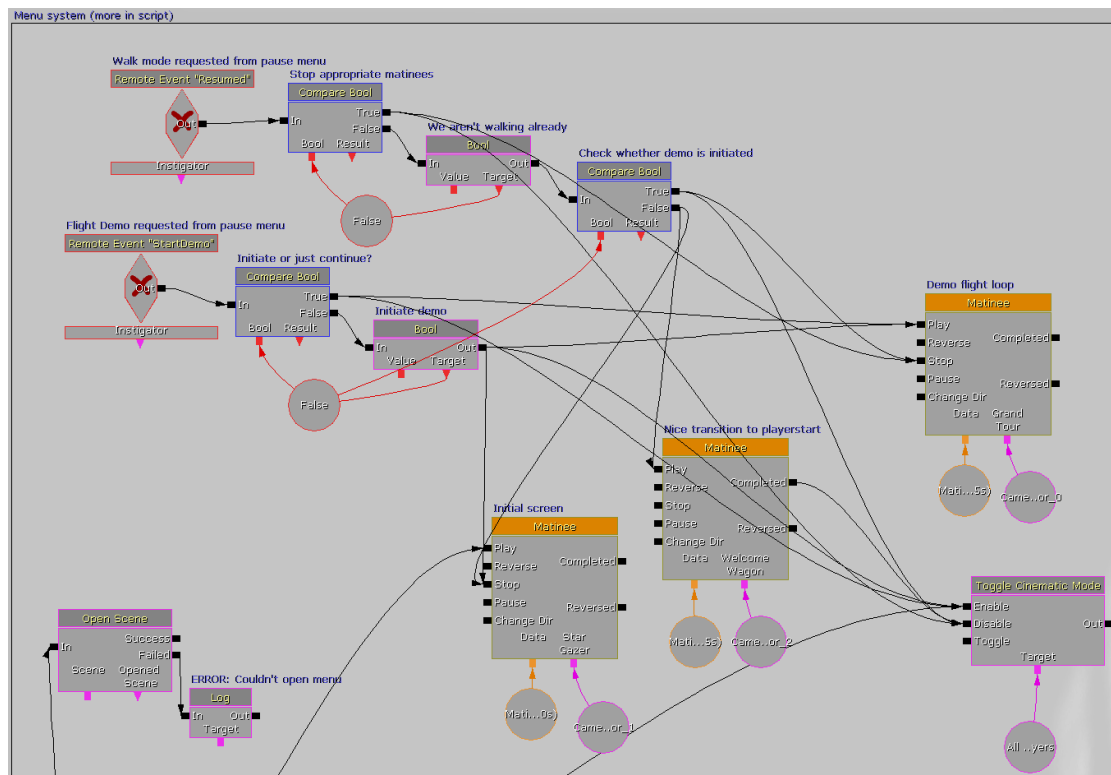 Menu system (more in script)
Walk mode requested from pause menu
Remote Event "Resumed"
Out
Instigator
Stop appropriate matinees
Compare Bool
In
True
False
Bool Result
We aren't walking already
Bool
In Out
Value Target
False
Check whether demo is initiated
Compare Bool
In
True
False
Bool Result
Flight Demo requested from pause menu
Remote Event "StartDemo"
Out
Instigator
Initiate or just continue?
Compare Bool
In
True
False
Bool Result
Initiate demo
Bool
In Out
Value Target
False
Demo flight loop
Matinee
Play
Reverse
Stop
Pause
Change Dir
Completed
Reversed
Data Grand
Tour
Mati...5s)
Came..or_0
Nice transition to playerstart
Matinee
Play
Reverse
Stop
Pause
Change Dir
Completed
Reversed
Data Welcome
Wagon
Mati...5s)
Came..or_2
Initial screen
Matinee
Play
Reverse
Stop
Pause
Change Dir
Completed
Reversed
Data Star
Gazer
Mati...0s)
Came..or_1
Toggle Cinematic Mode
Enable
Disable
Toggle
Out
Target
All ..yers
Open Scene
In
Success
Failed
Scene Opened
Scene
ERROR: Couldn't open menu
Log
In Out
Target